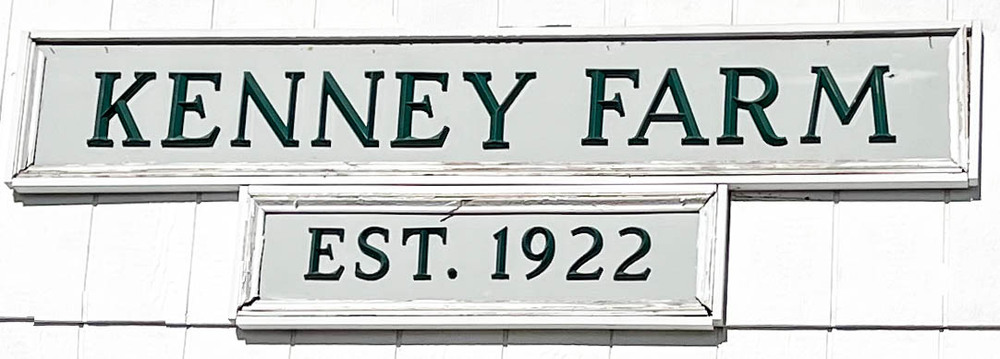 KENNEY FARM
EST. 1922